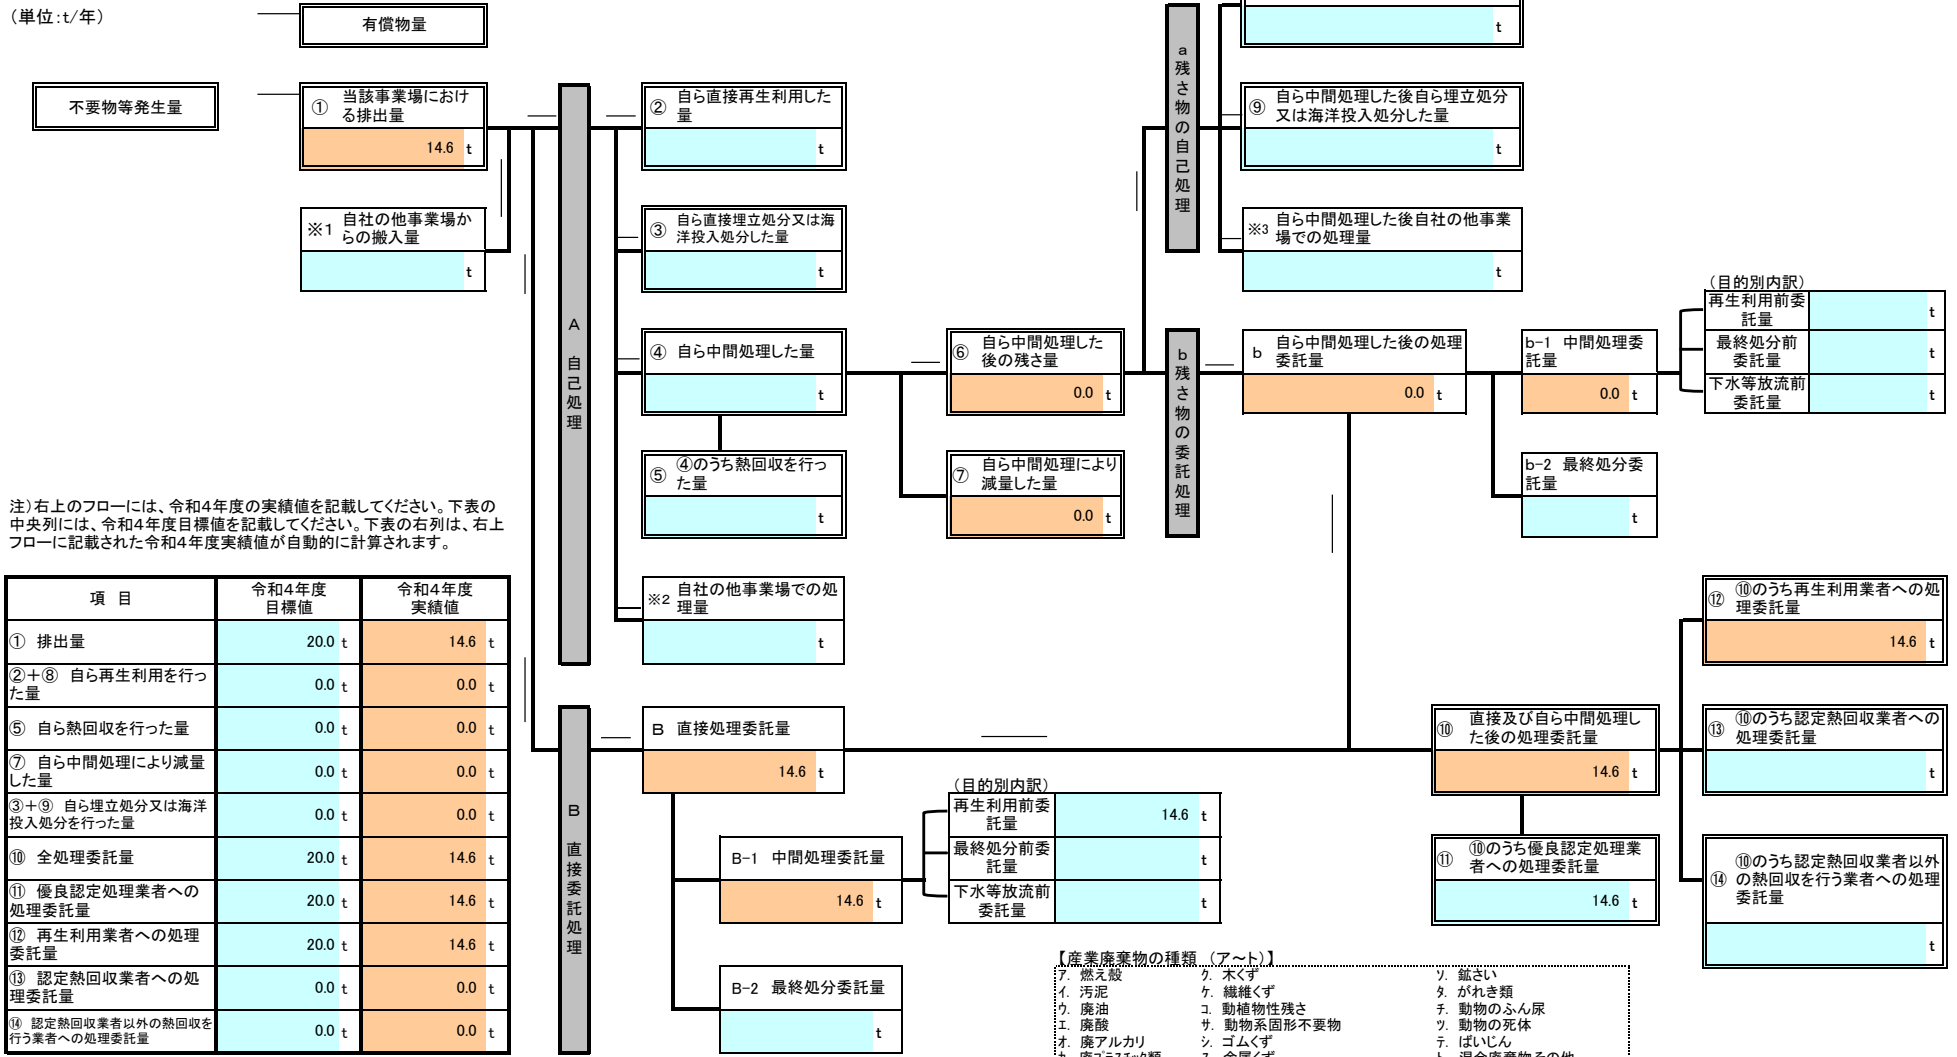 (単位:t/年)
有償物量
t
不要物等発生量
① 当該事業場におけ
る排出量
14.6 t
※1 自社の他事業場か
らの搬入量
t
A 自己処理
② 自ら直接再生利用した
量
t
③ 自ら直接埋立処分又は海
洋投入処分した量
t
④ 自ら中間処理した量
t
⑤ ④のうち熱回収を行っ
た量
t
※2 自社の他事業場での処
理量
t
⑥ 自ら中間処理した
後の残さ量
0.0 t
⑦ 自ら中間処理により
減量した量
0.0 t
a 残さ物の自己処理
⑨ 自ら中間処理した後自ら埋立処分
又は海洋投入処分した量
t
※3 自ら中間処理した後自社の他事業
場での処理量
t
b 残さ物の委託処理
b 自ら中間処理した後の処理
委託量
0.0 t
b-1 中間処理委
託量
0.0 t
b-2 最終処分委
託量
t
(目的別内訳)
再生利用前委
託量
t
最終処分前
委託量
t
下水等放流前
委託量
t
注)右上のフローには、令和4年度の実績値を記載してください。下表の
中央列には、令和4年度目標値を記載してください。下表の右列は、右上
フローに記載された令和4年度実績値が自動的に計算されます。
項 目 令和4年度
目標値 令和4年度
実績値
① 排出量 20.0 t 14.6 t
②+⑧ 自ら再生利用を行っ
た量 0.0 t 0.0 t
⑤ 自ら熱回収を行った量 0.0 t 0.0 t
⑦ 自ら中間処理により減量
した量 0.0 t 0.0 t
③+⑨ 自ら埋立処分又は海洋
投入処分を行った量 0.0 t 0.0 t
⑩ 全処理委託量 20.0 t 14.6 t
⑪ 優良認定処理業者への
処理委託量 20.0 t 14.6 t
⑫ 再生利用業者への処理
委託量 20.0 t 14.6 t
⑬ 認定熱回収業者への処
理委託量 0.0 t 0.0 t
⑭ 認定熱回収業者以外の熱回収を
行う業者への処理委託量 0.0 t 0.0 t
B 直接委託処理
B 直接処理委託量
14.6 t
B-1 中間処理委託量
14.6 t
B-2 最終処分委託量
t
(目的別内訳)
再生利用前委
託量
14.6 t
最終処分前委
託量
t
下水等放流前
委託量
t
⑩ 直接及び自ら中間処理し
た後の処理委託量
14.6 t
⑪ ⑩のうち優良認定処理業
者への処理委託量
14.6 t
⑫ ⑩のうち再生利用業者への処
理委託量
14.6 t
⑬ ⑩のうち認定熱回収業者への
処理委託量
t
⑭ ⑩のうち認定熱回収業者以外
の熱回収を行う業者への処理
委託量
t
【産業廃棄物の種類 (ア~ト)】
ア. 燃え殻 ク. 木くず ソ. 鉱さい
イ. 汚泥 ケ. 繊維くず タ. がれき類
ウ. 廃油 コ. 動植物性残さ チ. 動物のふん尿
エ. 廃酸 サ. 動物系固形不要物 ツ. 動物の死体
オ. 廃アルカリ シ. ゴムくず テ. ばいじん
カ. 廃プラスチック類 ス. 金属くず ト. 混合廃棄物その他